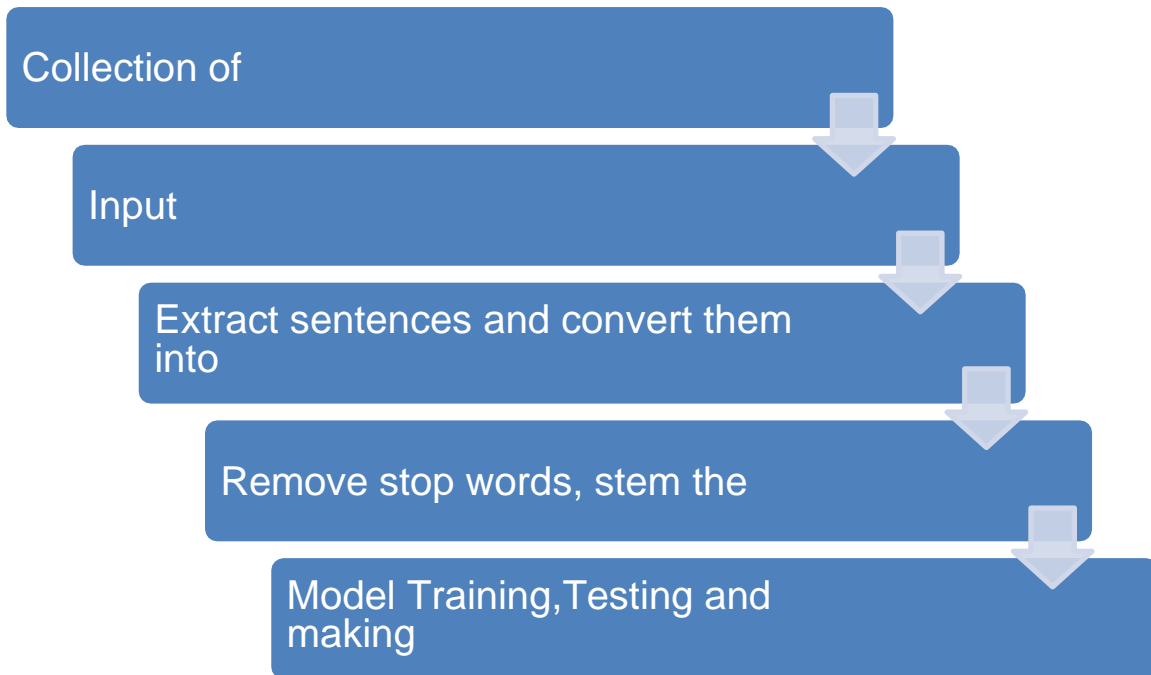 Collection of
Input
Extract sentences and convert them
into
Remove stop words, stem the
Model Training,Testing and
making